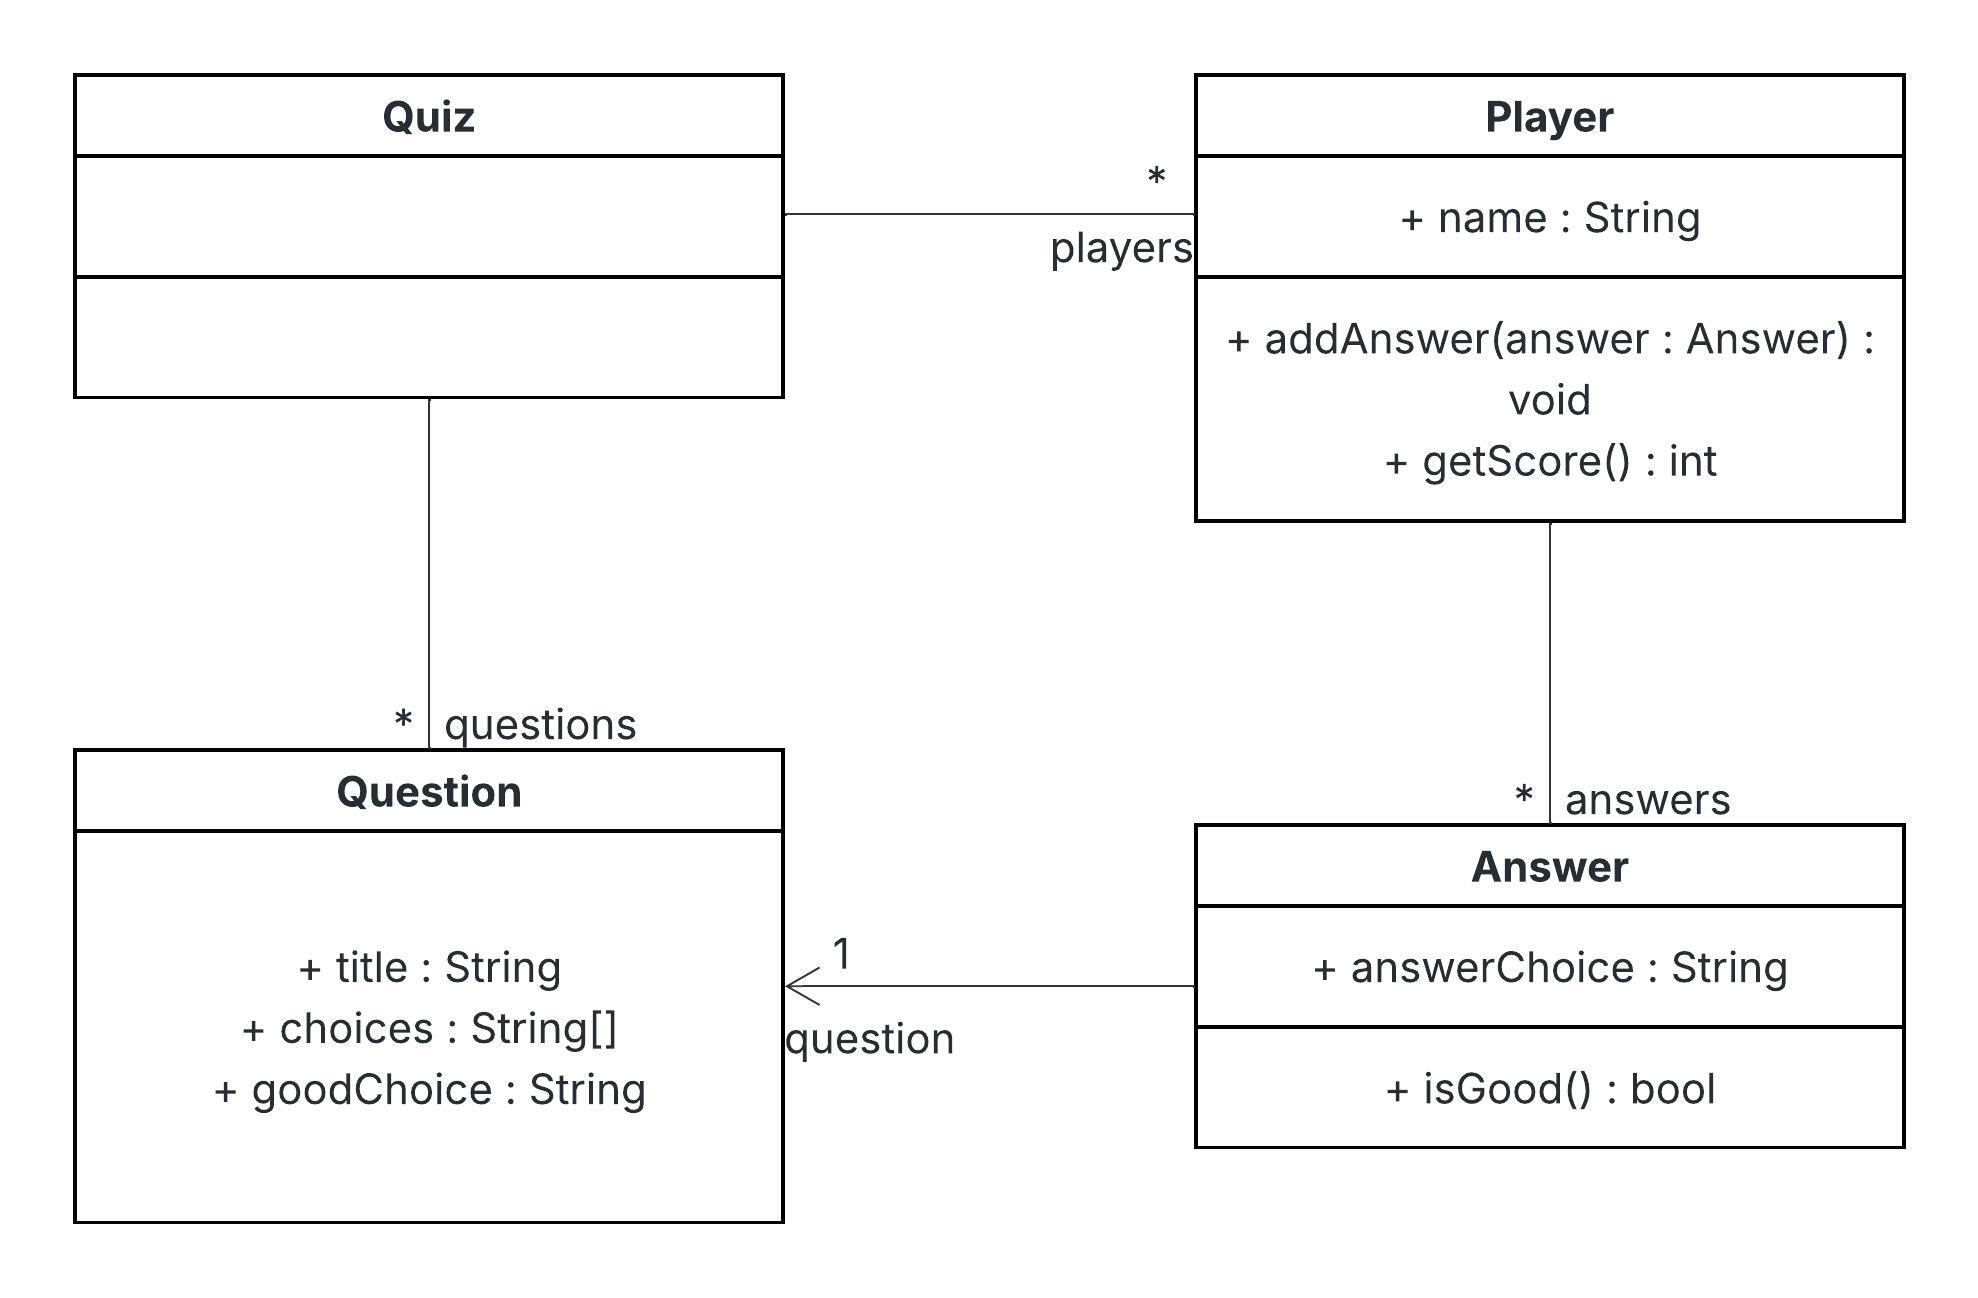 Quiz
Player
+ name : String
+ addAnswer(answer : Answer) :
void
+ getScore() : int
*
players
* questions
Question
+ title : String
+ choices : String[]
+ goodChoice : String
* answers
Answer
+ answerChoice : String
+ isGood() : bool
1
question